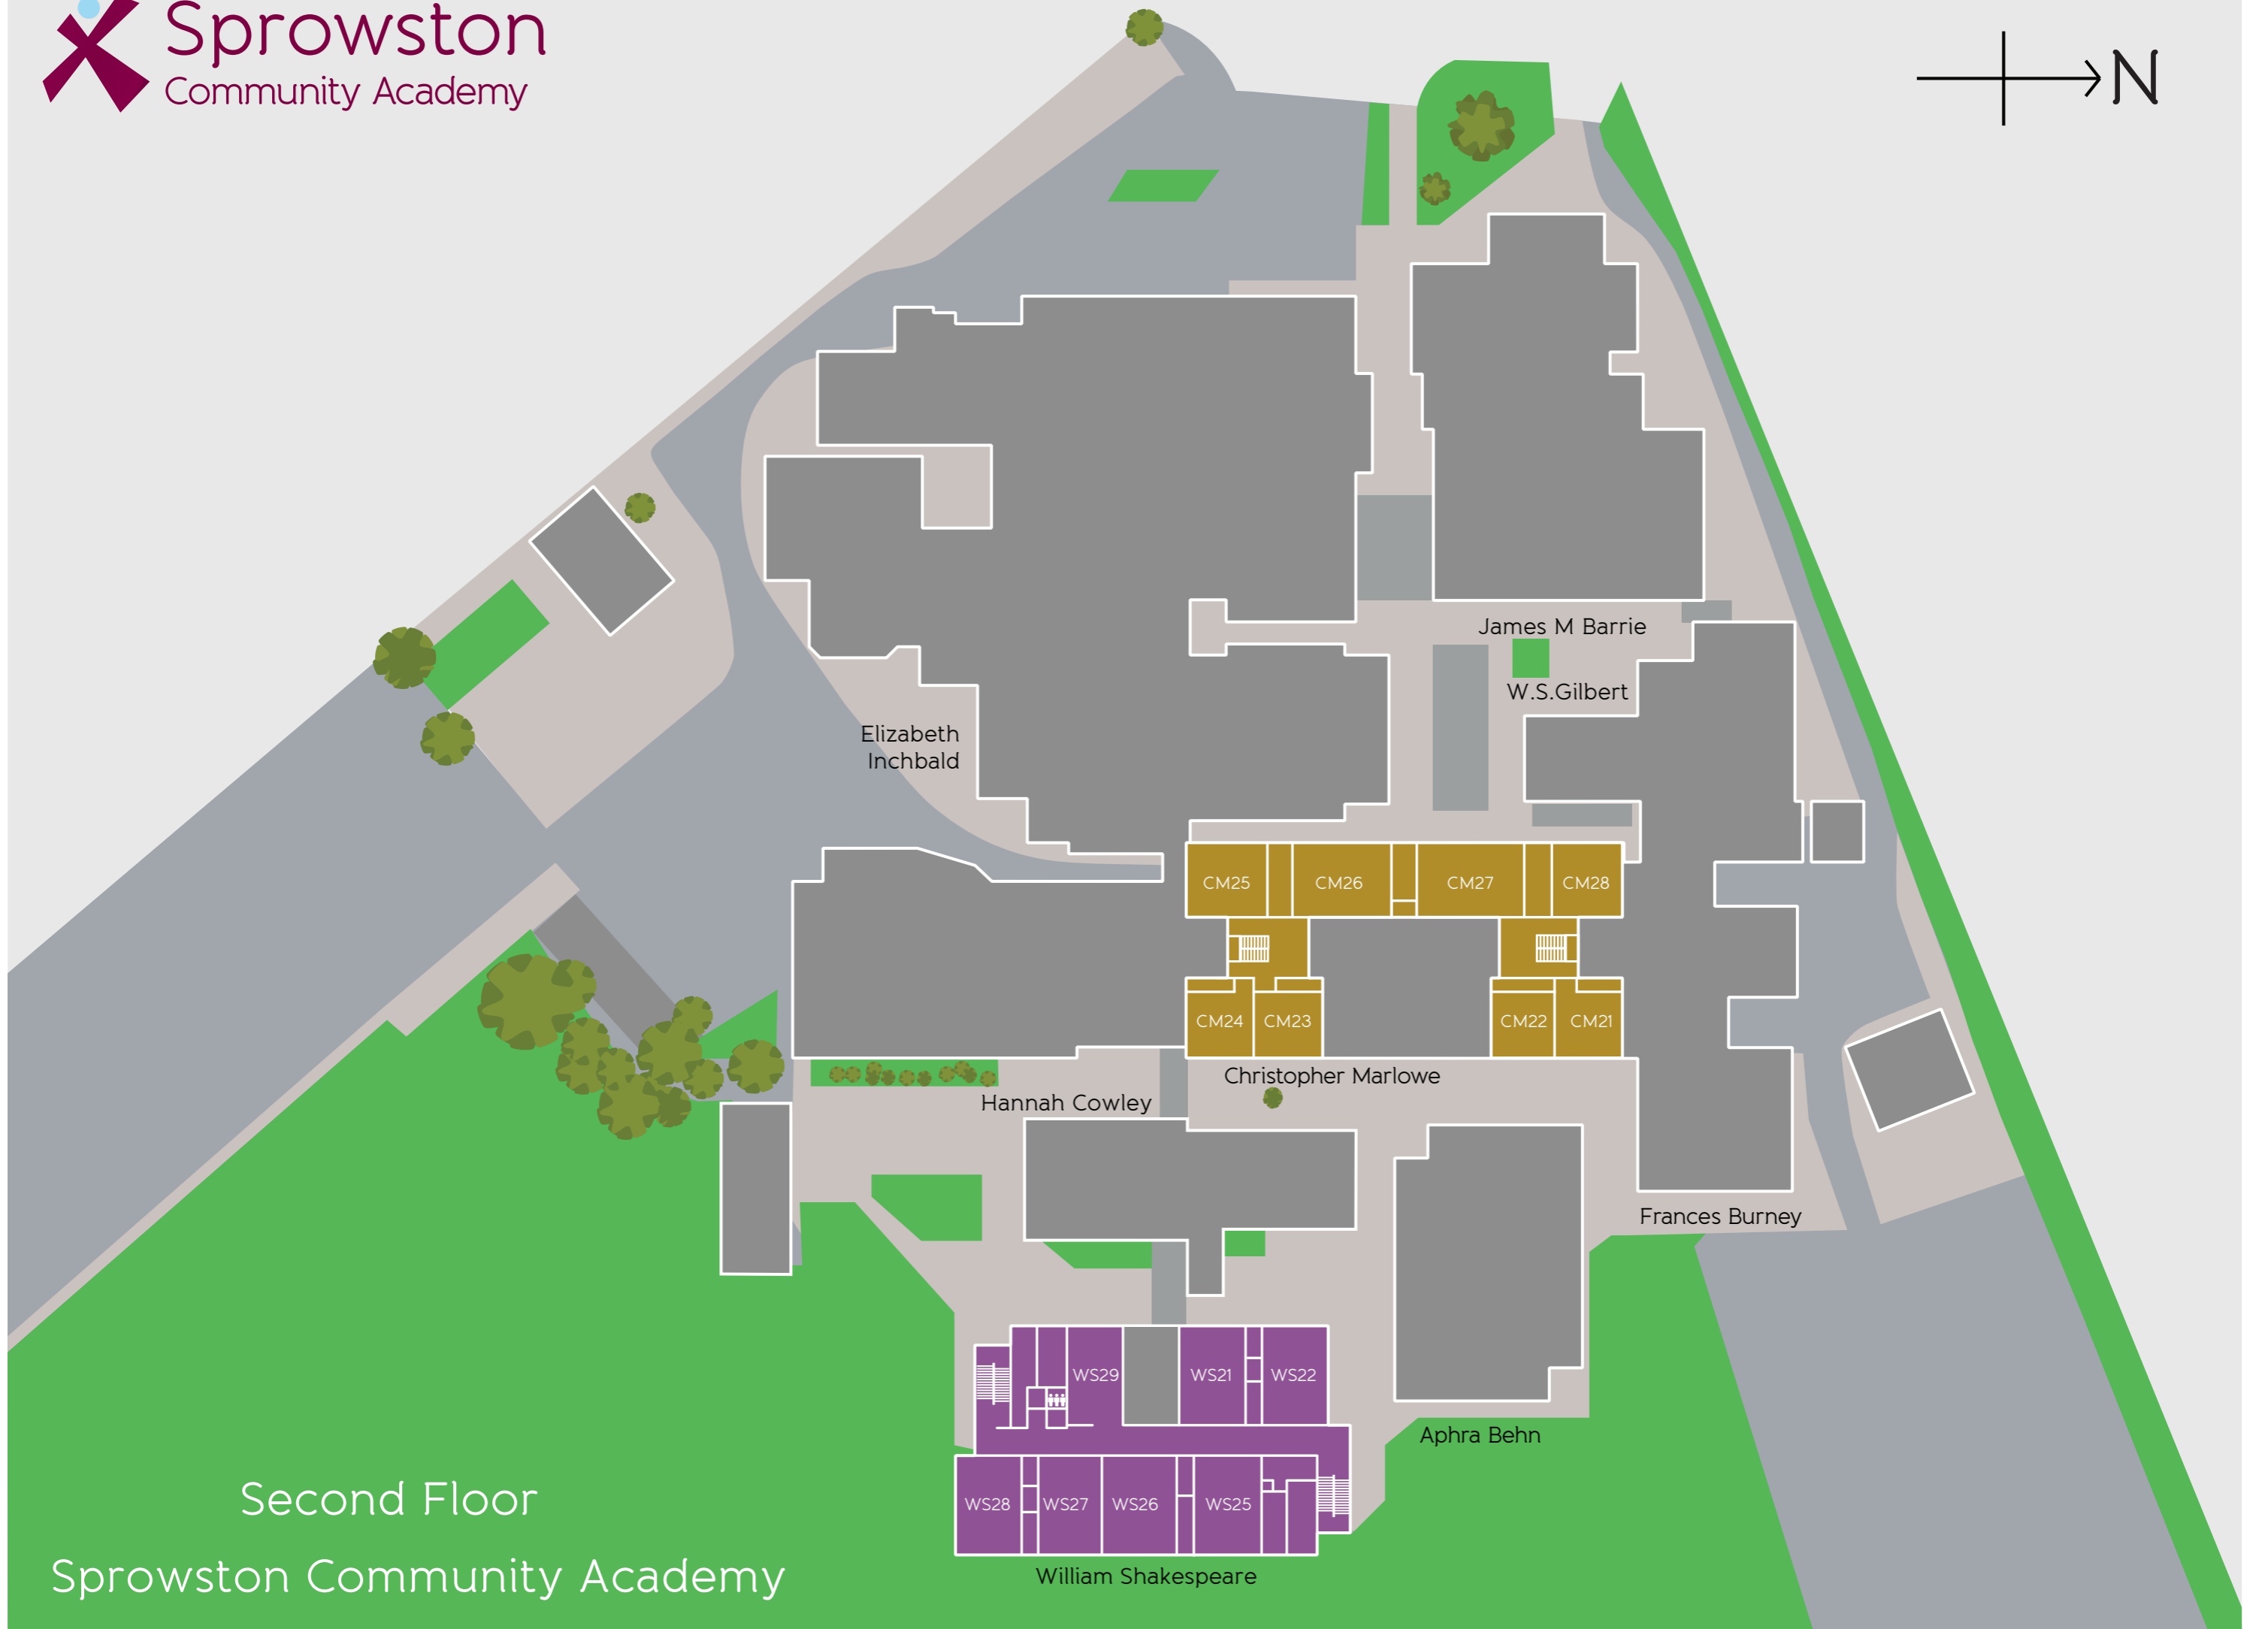 Sprowston
Community Academy
N
James M Barrie
W.S.Gilbert
Elizabeth
Inchbald
CM25
CM26
CM27
CM28
CM24
CM23
CM22
CM21
Christopher Marlowe
Hannah Cowley
Frances Burney
WS29
WS21
WS22
Aphra Behn
WS28
WS27
WS26
WS25
William Shakespeare
Second Floor
Sprowston Community Academy